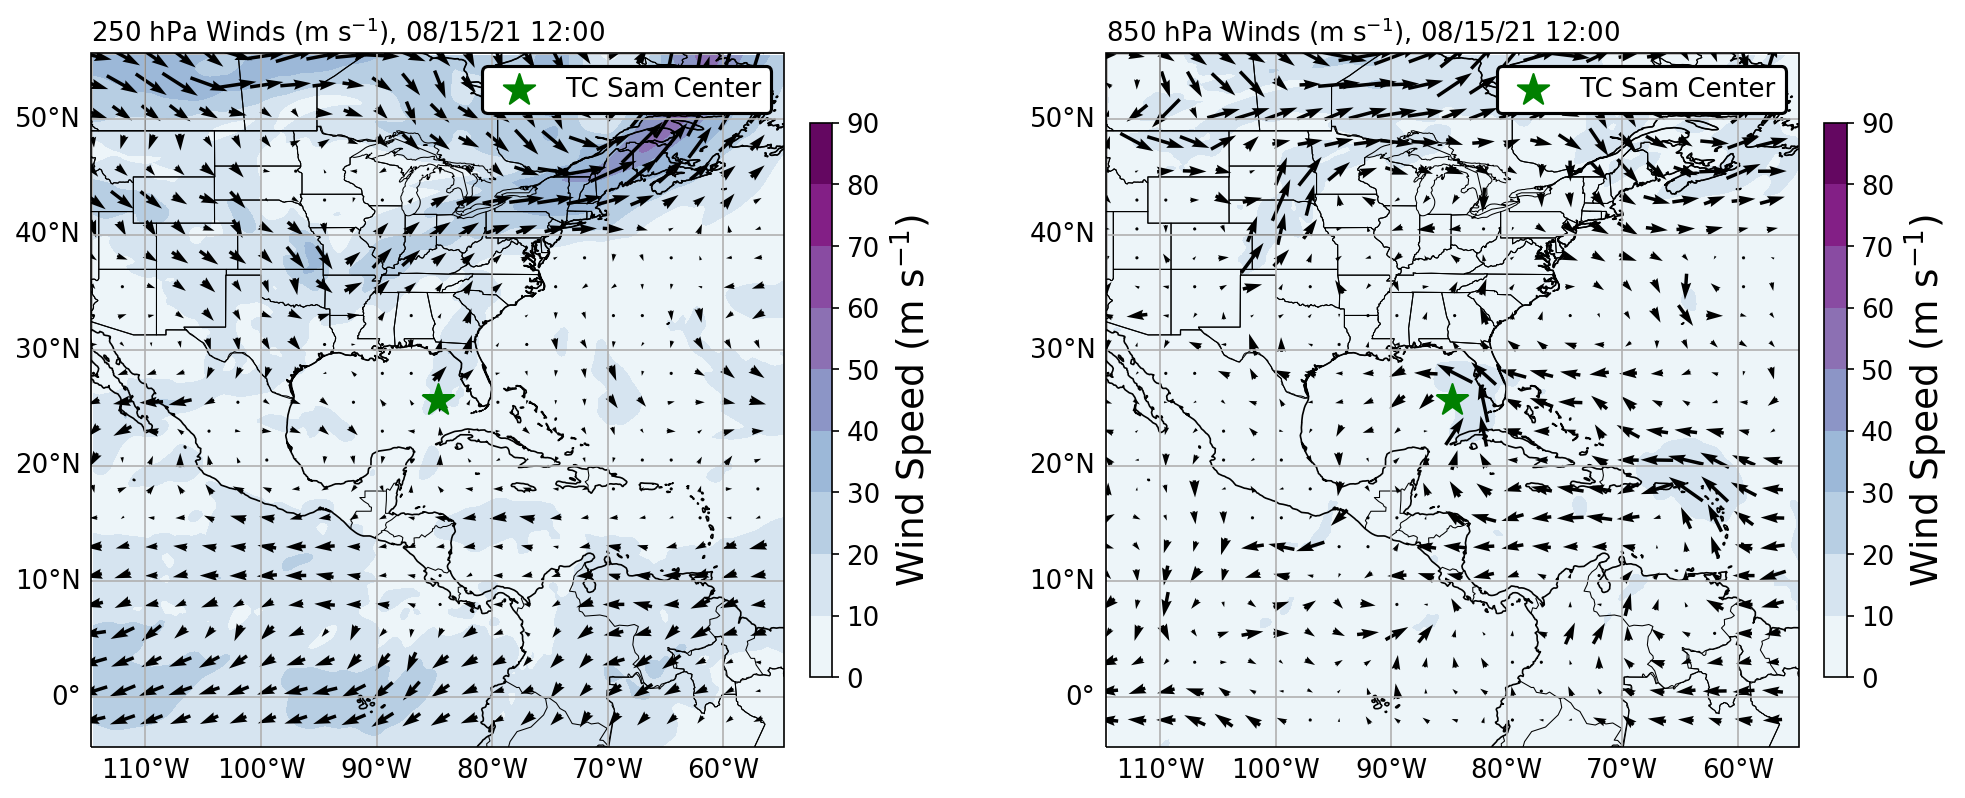 250 hPa Winds (m s⁻¹), 08/15/21 12:00
TC Sam Center
50°N
40°N
30°N
20°N
10°N
0°
110°W 100°W 90°W 80°W 70°W 60°W
90
80
70
60
50
40
30
20
10
0
Wind Speed (m s⁻¹)
850 hPa Winds (m s⁻¹), 08/15/21 12:00
TC Sam Center
50°N
40°N
30°N
20°N
10°N
0°
110°W 100°W 90°W 80°W 70°W 60°W
90
80
70
60
50
40
30
20
10
0
Wind Speed (m s⁻¹)